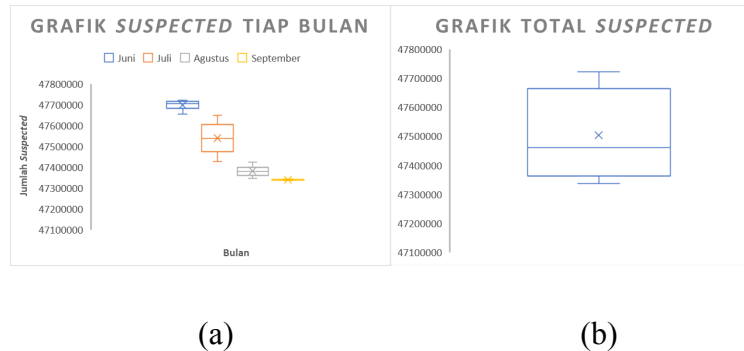 GRAFIK SUSPECTED TIAP BULAN
Juni Juli Agustus September
47800000
47700000
47600000
47500000
47400000
47300000
47200000
47100000
Jumlah Suspected
Bulan
(a)
GRAFIK TOTAL SUSPECTED
47800000
47700000
47600000
47500000
47400000
47300000
47200000
47100000
(b)